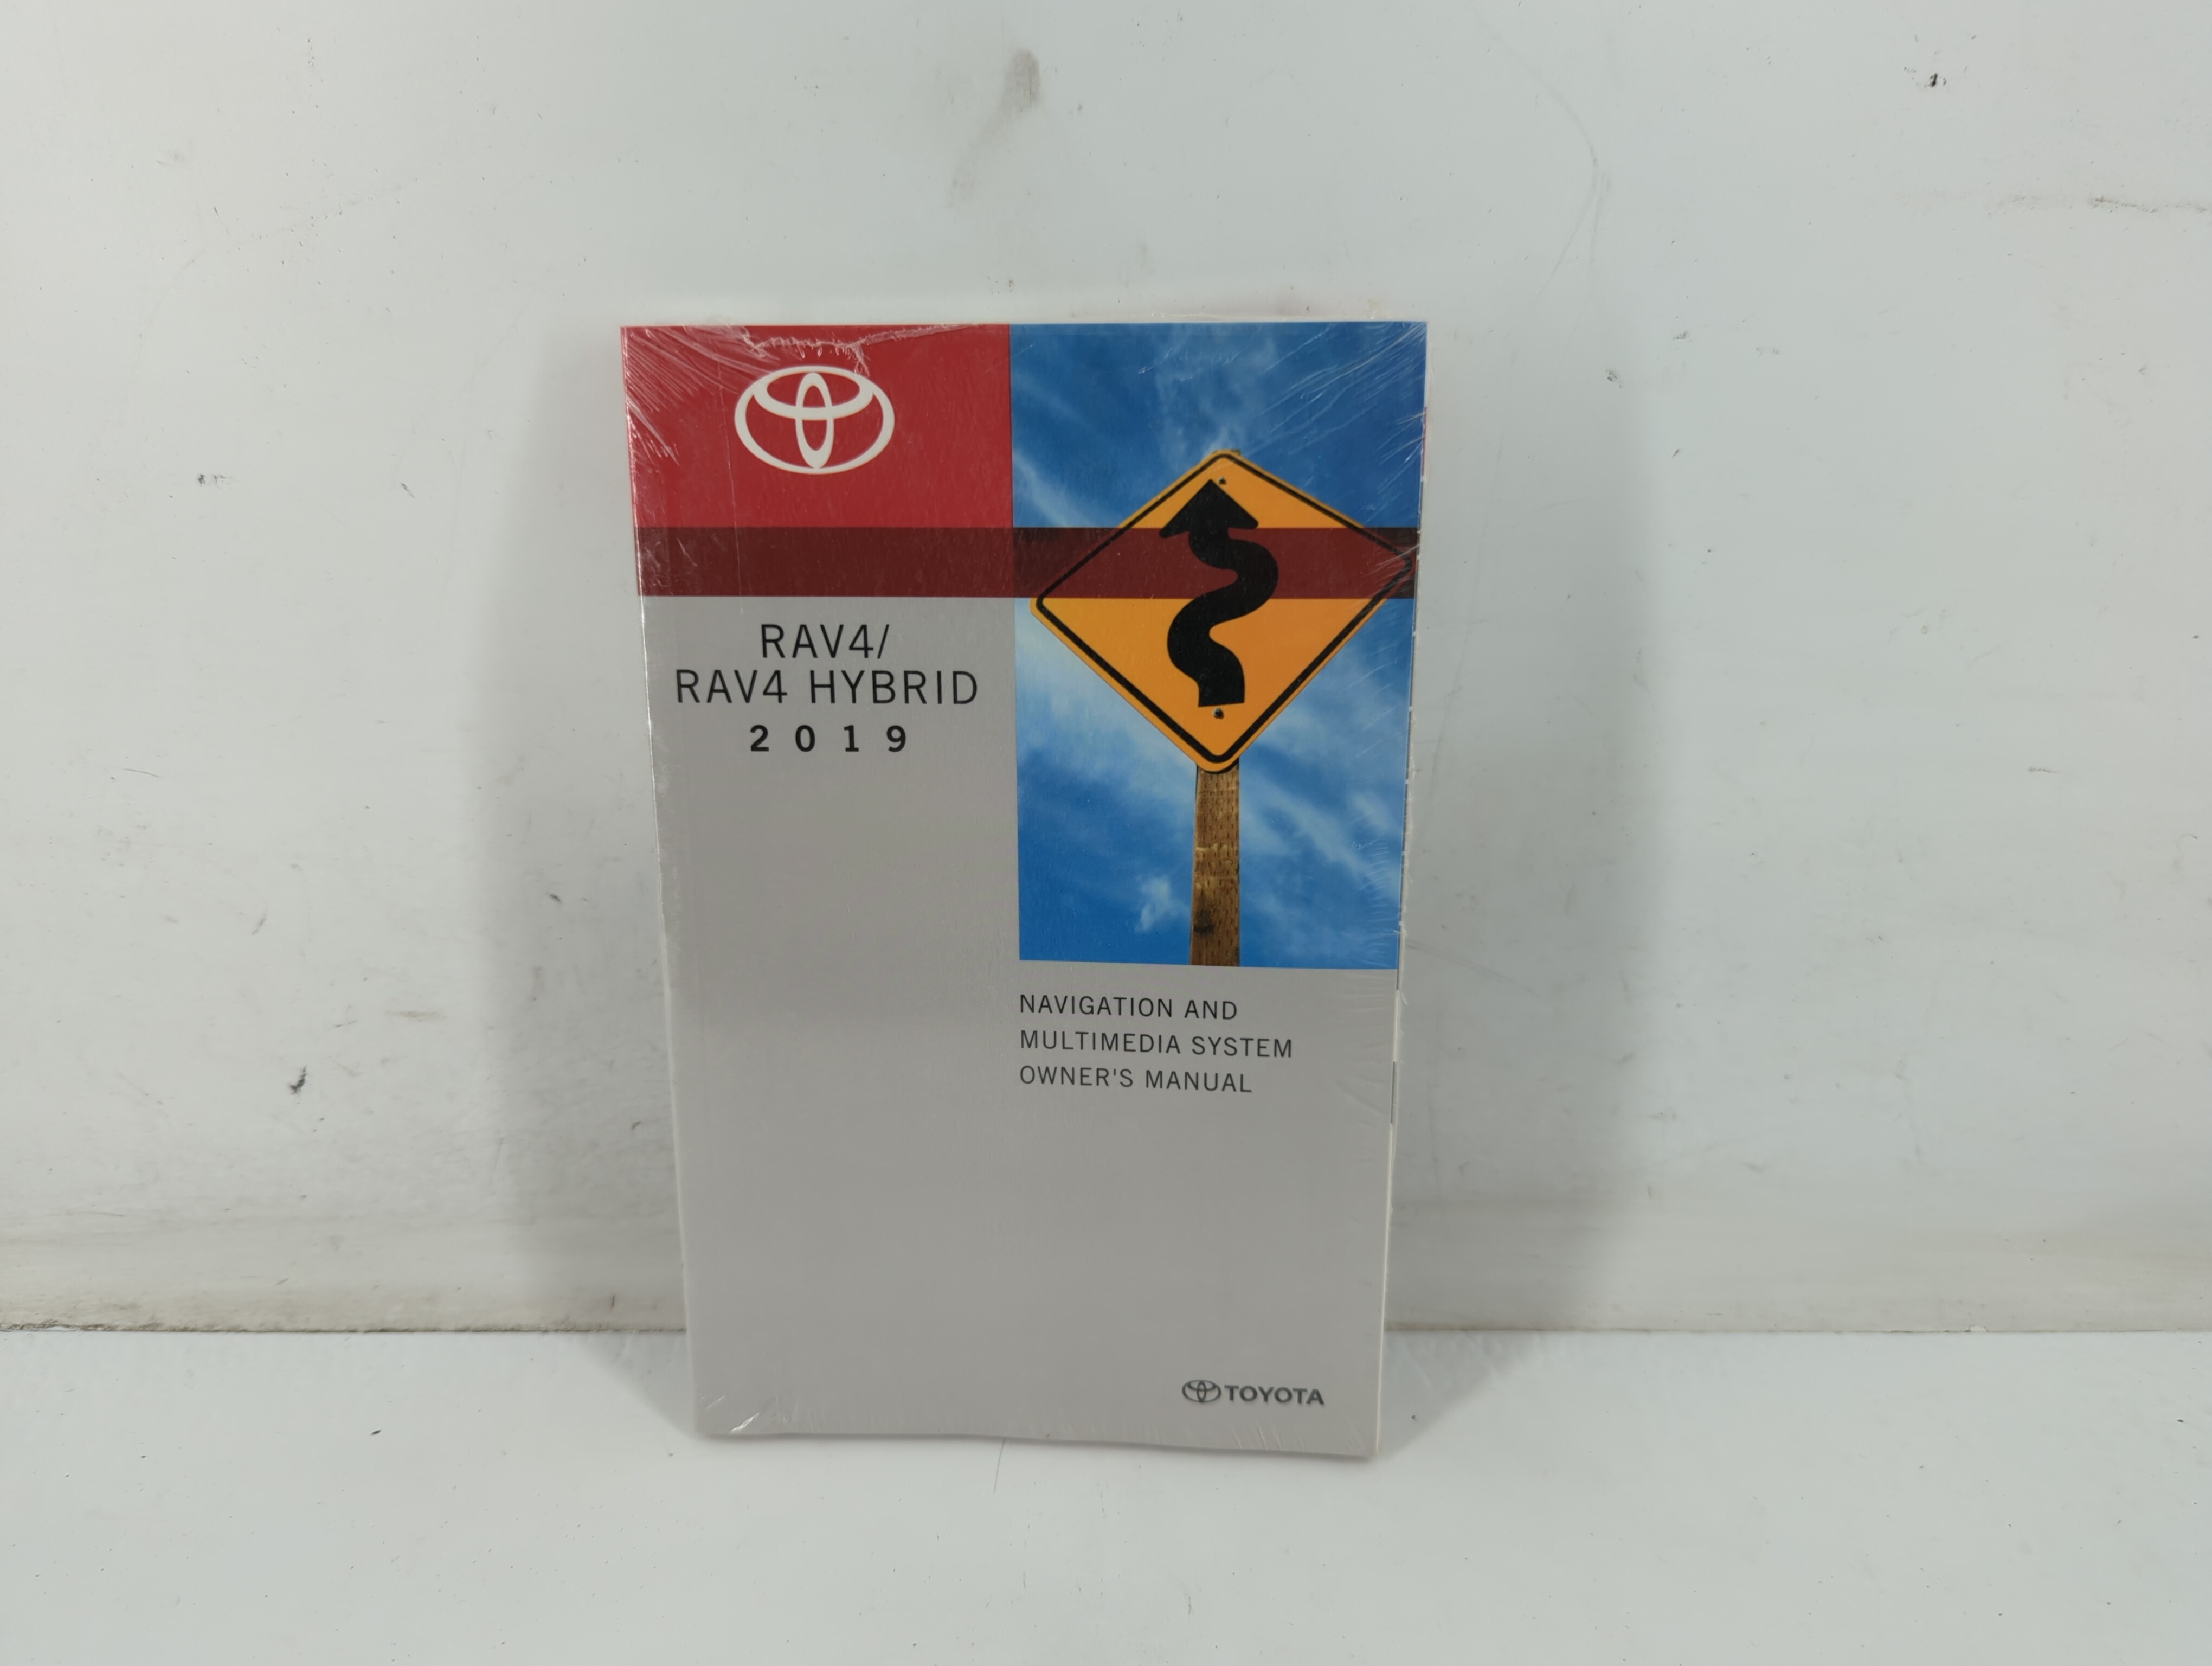 RAV4/
RAV4 HYBRID
2019
NAVIGATION AND
MULTIMEDIA SYSTEM
OWNER'S MANUAL
TOYOTA